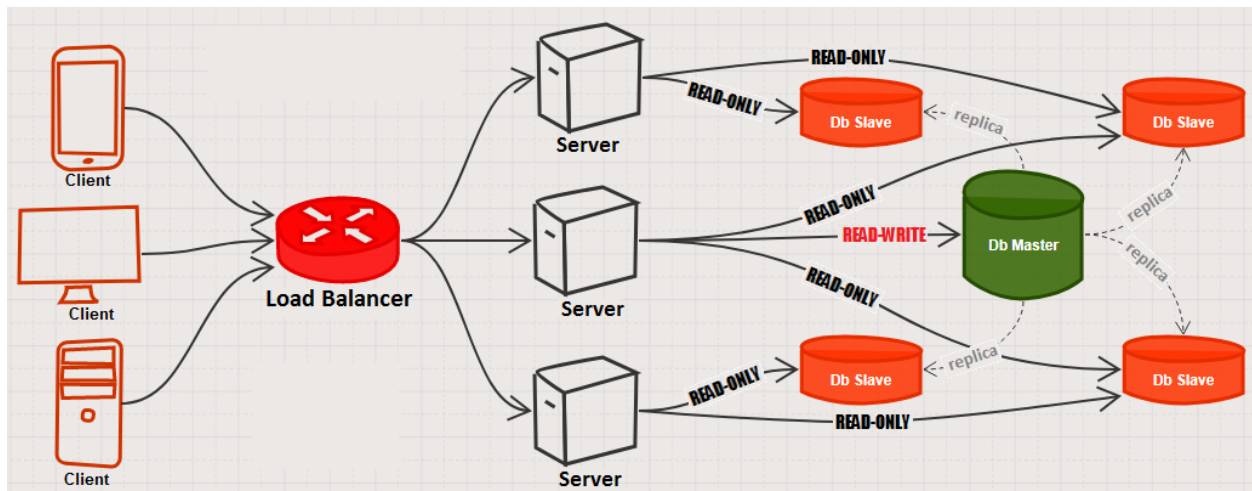 READ-ONLY
READ-ONLY
Db Slave
replica
Db Slave
Server
Client
READ-ONLY
replica
Client
READ-WRITE
Db Master
Load Balancer
Server
READ-ONLY
replica
replica
READ-ONLY
Db Slave
Db Slave
READ-ONLY
Client
Server